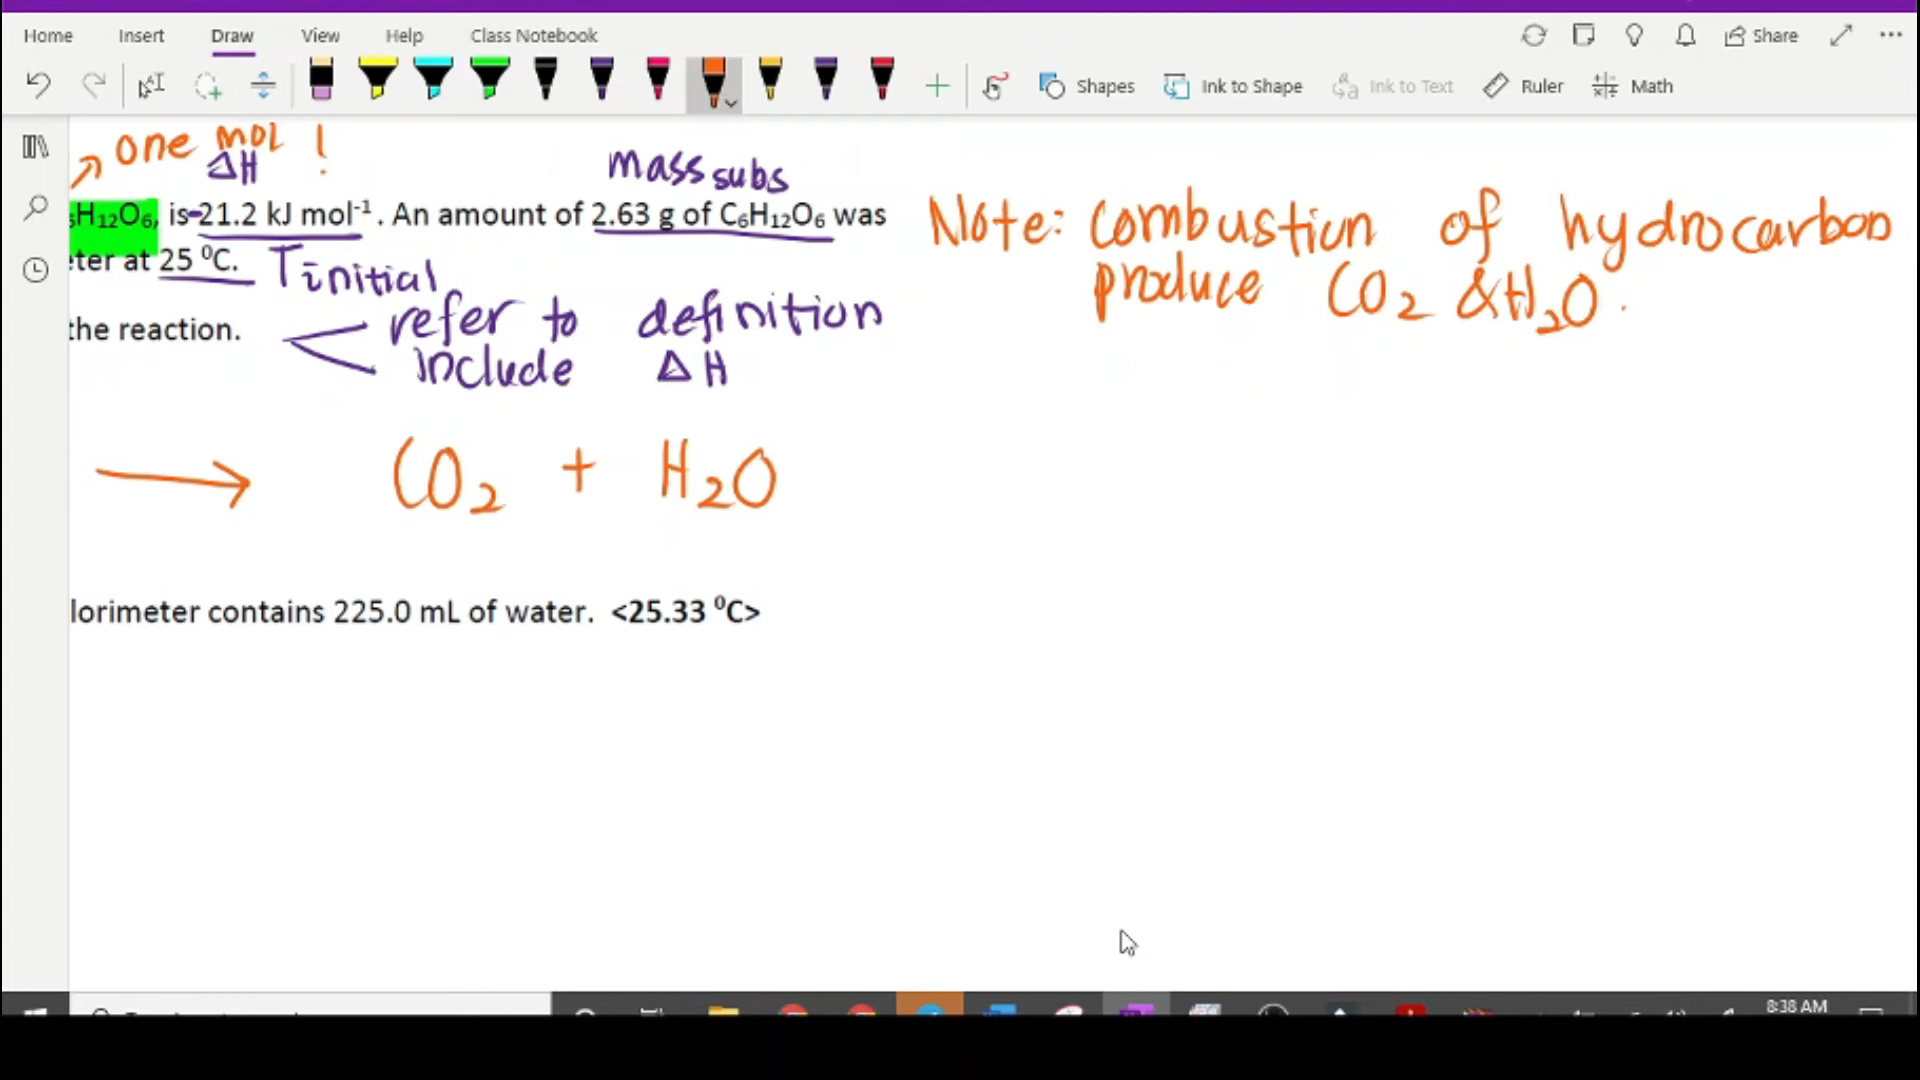 Home Insert Draw View Help Class Notebook Share
Shapes Ink to Shape Ink to Text Ruler Math
one mol !
ΔH
mass subs
H₁₂O₆, is -21.2 kJ mol⁻¹ . An amount of 2.63 g of C₆H₁₂O₆ was
Note: combustion of hydrocarbon
produce CO₂ & H₂O.
eter at 25 ⁰C. Tinitial
the reaction.
refer to definition
include ΔH
→ CO₂ + H₂O
lorimeter contains 225.0 mL of water. <25.33 ⁰C>
8:38 AM